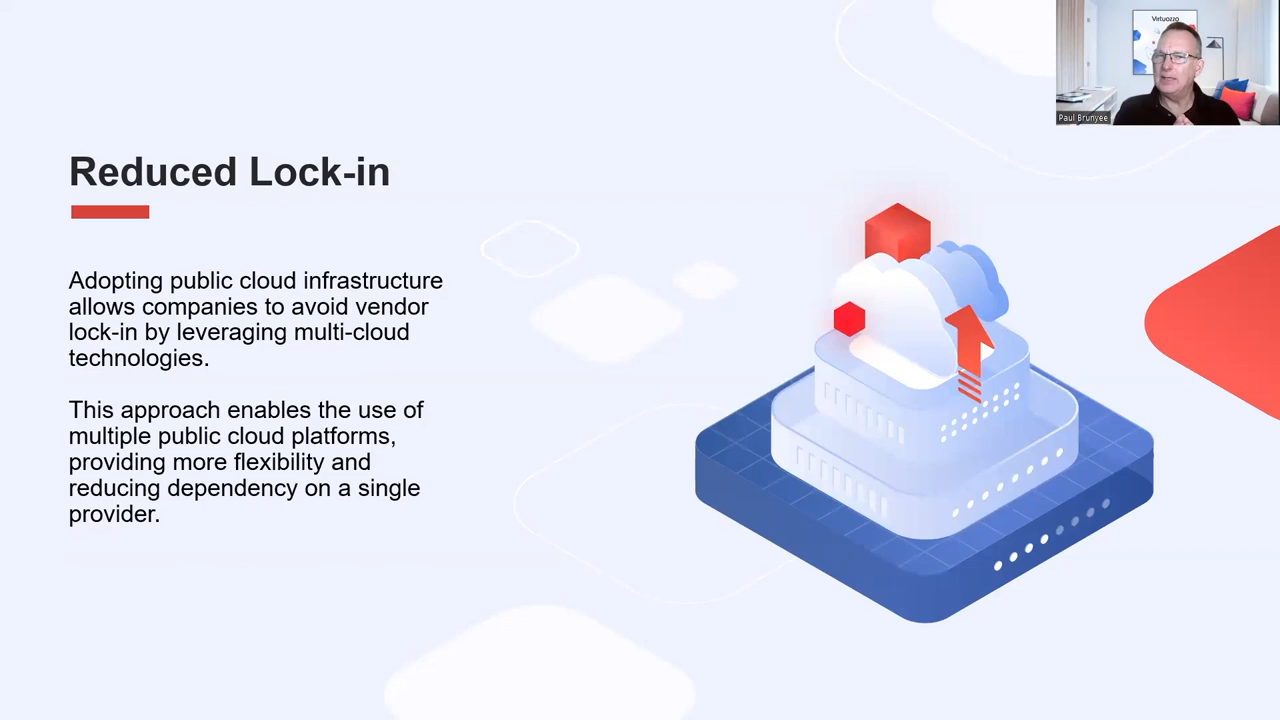 Virtuozzo
Paul Brunyee
Reduced Lock-in
Adopting public cloud infrastructure
allows companies to avoid vendor
lock-in by leveraging multi-cloud
technologies.
This approach enables the use of
multiple public cloud platforms,
providing more flexibility and
reducing dependency on a single
provider.